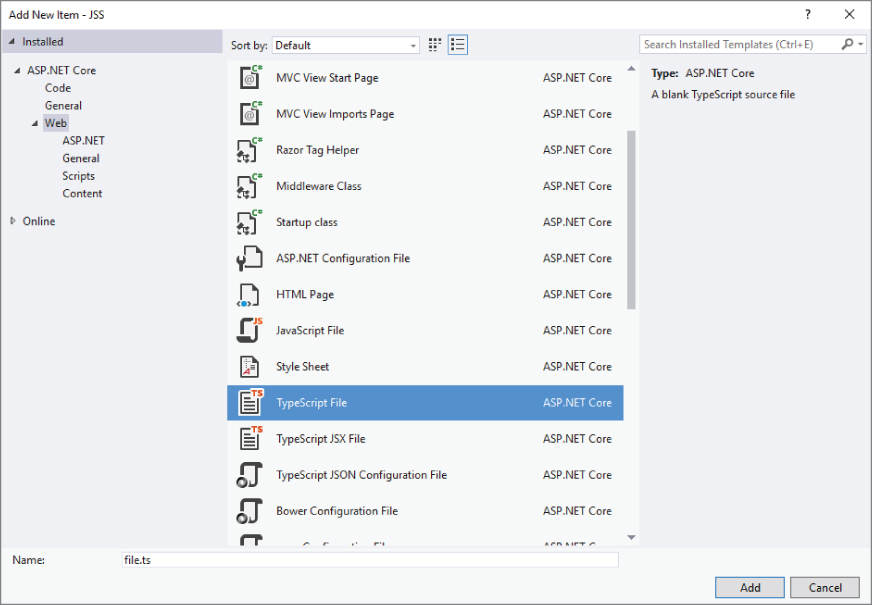 Add New Item - JSS
Installed
Sort by: Default
Search Installed Templates (Ctrl+E)
ASP.NET Core
Code
General
Web
ASP.NET
General
Scripts
Content
Online
C# MVC View Start Page ASP.NET Core
C# MVC View Imports Page ASP.NET Core
C# Razor Tag Helper ASP.NET Core
C# Middleware Class ASP.NET Core
C# Startup class ASP.NET Core
ASP.NET Configuration File ASP.NET Core
HTML Page ASP.NET Core
JS JavaScript File ASP.NET Core
Style Sheet ASP.NET Core
TS TypeScript File ASP.NET Core
TS TypeScript JSX File ASP.NET Core
TypeScript JSON Configuration File ASP.NET Core
Bower Configuration File ASP.NET Core
Type: ASP.NET Core
A blank TypeScript source file
Name: file.ts
Add Cancel